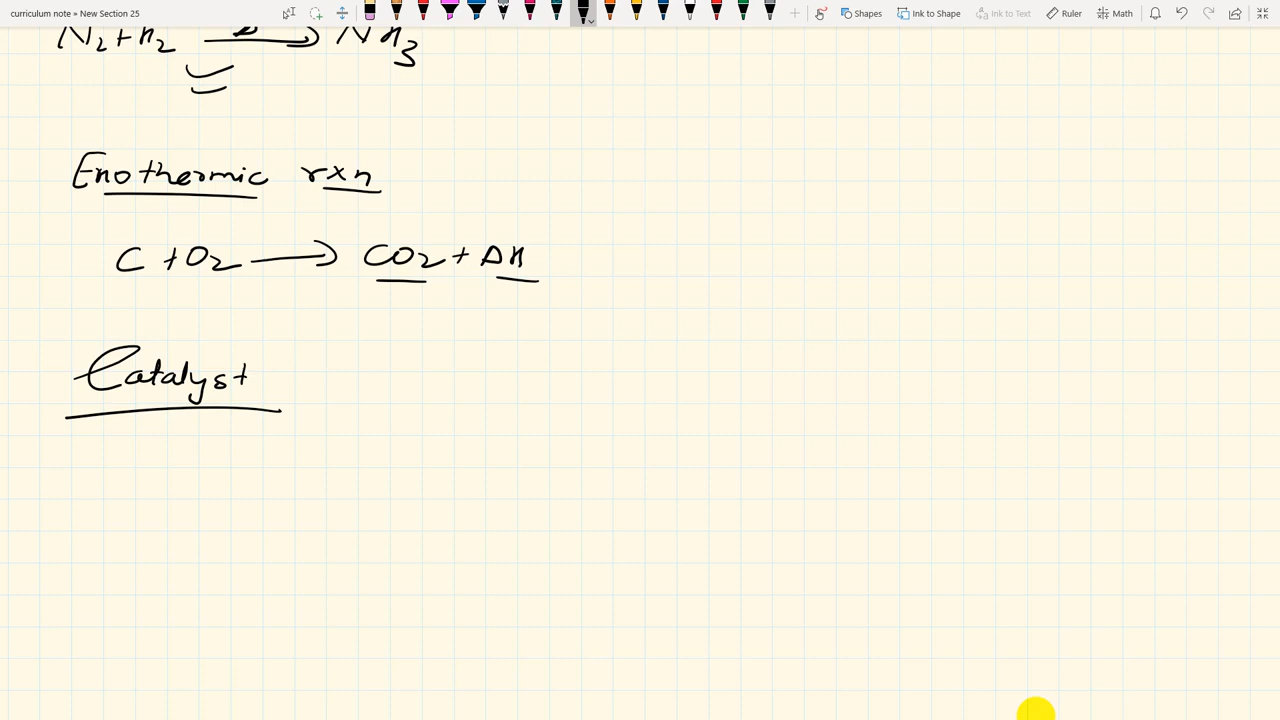 curriculum note » New Section 25
Shapes Ink to Shape Ink to Text Ruler Math
N₂ + H₂ → NH₃
Exothermic rxn
C + O₂ → CO₂ + ΔH
Catalyst